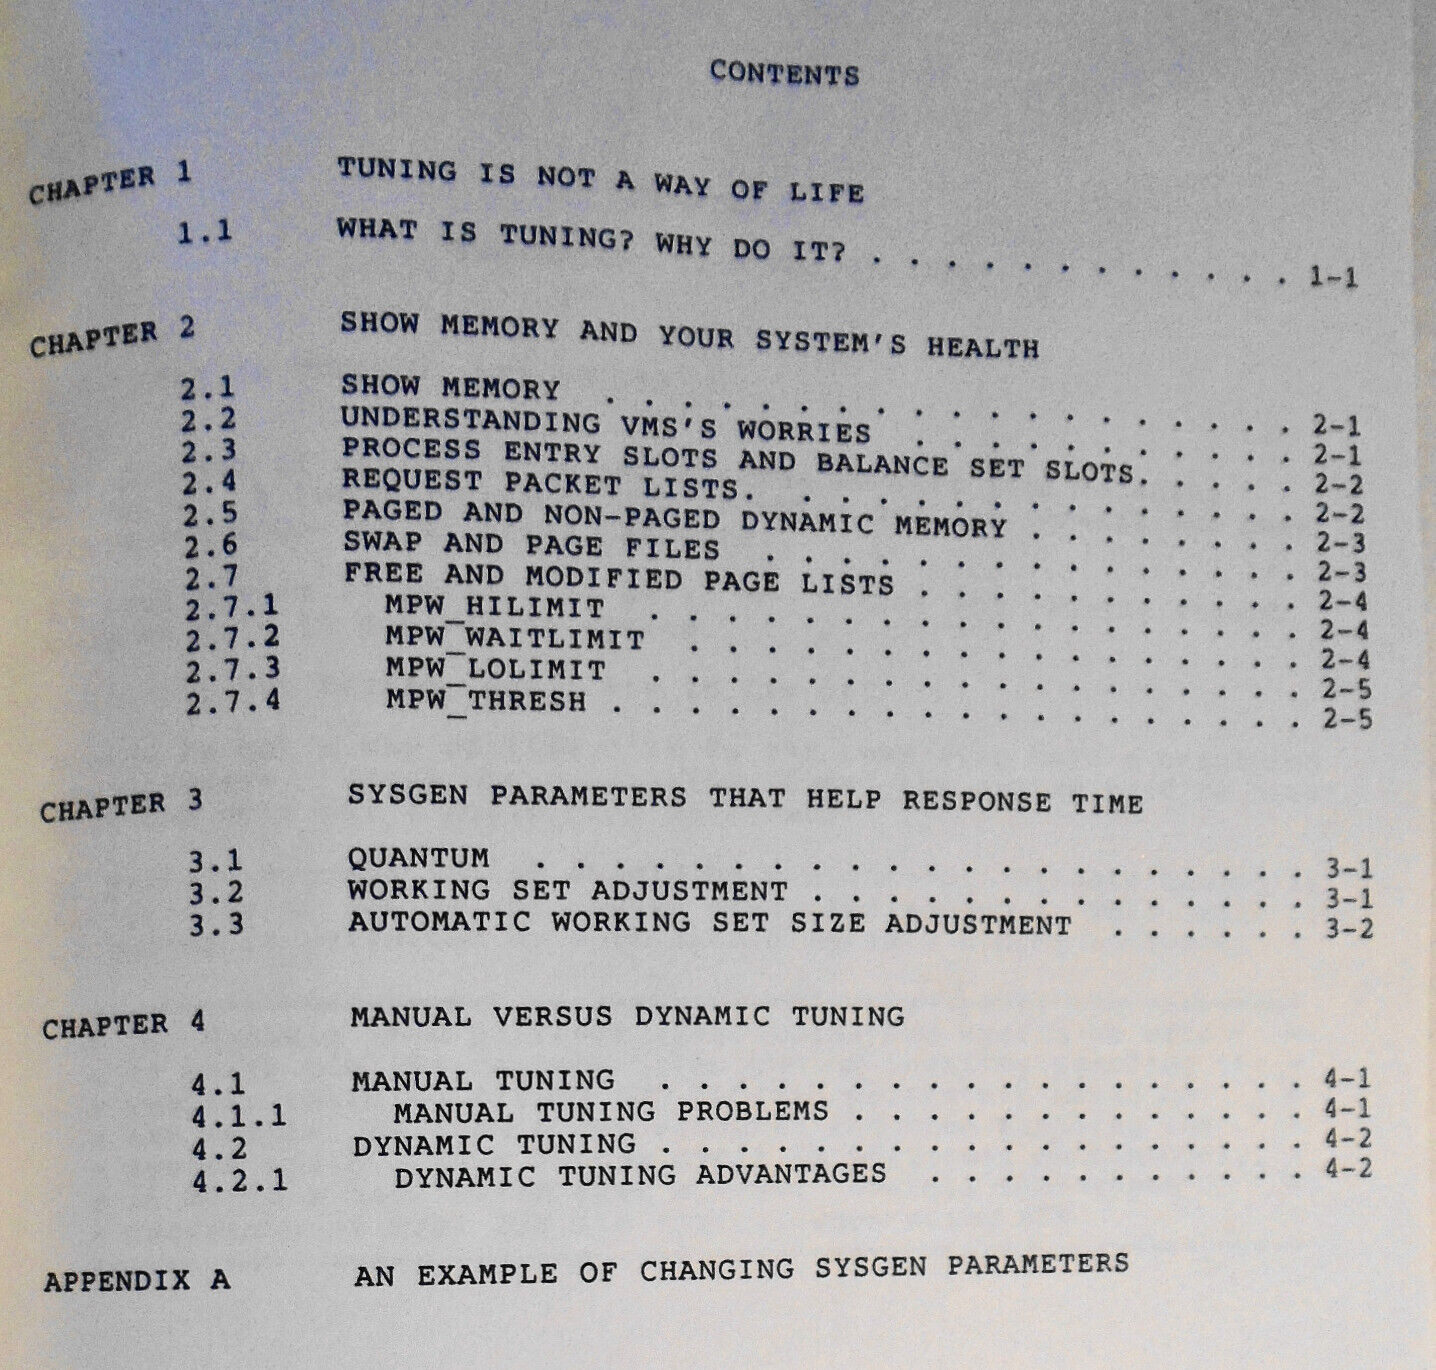 CONTENTS
CHAPTER 1 TUNING IS NOT A WAY OF LIFE
1.1 WHAT IS TUNING? WHY DO IT? . . . . . . . . . . . . 1-1
CHAPTER 2 SHOW MEMORY AND YOUR SYSTEM'S HEALTH
2.1 SHOW MEMORY . . . . . . . . . . . . . . . . . . 2-1
2.2 UNDERSTANDING VMS'S WORRIES . . . . . . . . . . 2-1
2.3 PROCESS ENTRY SLOTS AND BALANCE SET SLOTS. . . . . 2-2
2.4 REQUEST PACKET LISTS. . . . . . . . . . . . . . . 2-2
2.5 PAGED AND NON-PAGED DYNAMIC MEMORY . . . . . . . . 2-3
2.6 SWAP AND PAGE FILES . . . . . . . . . . . . . . 2-3
2.7 FREE AND MODIFIED PAGE LISTS . . . . . . . . . . . 2-4
2.7.1 MPW_HILIMIT . . . . . . . . . . . . . . . . . 2-4
2.7.2 MPW_WAITLIMIT . . . . . . . . . . . . . . . . 2-4
2.7.3 MPW_LOLIMIT . . . . . . . . . . . . . . . . . 2-5
2.7.4 MPW_THRESH . . . . . . . . . . . . . . . . . . 2-5
CHAPTER 3 SYSGEN PARAMETERS THAT HELP RESPONSE TIME
3.1 QUANTUM . . . . . . . . . . . . . . . . . . . . 3-1
3.2 WORKING SET ADJUSTMENT . . . . . . . . . . . . . 3-1
3.3 AUTOMATIC WORKING SET SIZE ADJUSTMENT . . . . . . 3-2
CHAPTER 4 MANUAL VERSUS DYNAMIC TUNING
4.1 MANUAL TUNING . . . . . . . . . . . . . . . . . 4-1
4.1.1 MANUAL TUNING PROBLEMS . . . . . . . . . . . . 4-1
4.2 DYNAMIC TUNING . . . . . . . . . . . . . . . . . 4-2
4.2.1 DYNAMIC TUNING ADVANTAGES . . . . . . . . . . 4-2
APPENDIX A AN EXAMPLE OF CHANGING SYSGEN PARAMETERS